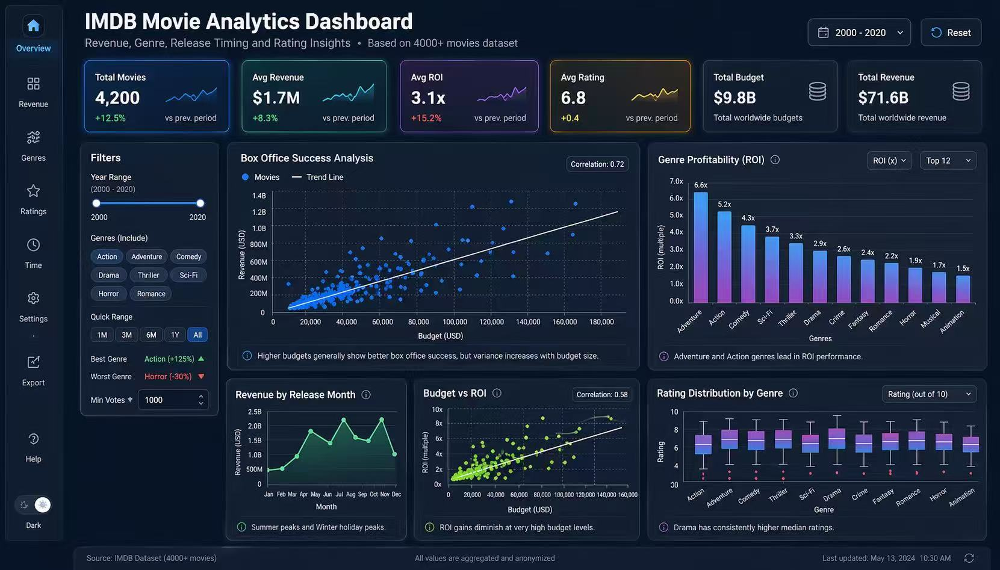 Overview
Revenue
Genres
Ratings
Time
Settings
Export
Help
Dark
IMDB Movie Analytics Dashboard
Revenue, Genre, Release Timing and Rating Insights • Based on 4000+ movies dataset
2000 - 2020
Reset
Total Movies
4,200
+12.5% vs prev. period
Avg Revenue
$1.7M
+8.3% vs prev. period
Avg ROI
3.1x
+15.2% vs prev. period
Avg Rating
6.8
+0.4 vs prev. period
Total Budget
$9.8B
Total worldwide budgets
Total Revenue
$71.6B
Total worldwide revenue
Filters
Year Range
(2000 - 2020)
2000 2020
Genres (Include)
Action Adventure Comedy
Drama Thriller Sci-Fi
Horror Romance
Quick Range
1M 3M 6M 1Y All
Best Genre Action (+125%) ▲
Worst Genre Horror (-30%) ▼
Min Votes 1000
Box Office Success Analysis
Correlation: 0.72
Movies Trend Line
Revenue (USD)
1.4B
1.2B
1.0B
800M
600M
400M
200M
0
0 20,000 40,000 60,000 80,000 100,000 120,000 140,000 160,000 180,000
Budget (USD)
Higher budgets generally show better box office success, but variance increases with budget size.
Genre Profitability (ROI)
ROI (x)
Top 12
ROI (multiple)
7.0x
6.0x
5.0x
4.0x
3.0x
2.0x
1.0x
0.0x
6.6x 5.2x 4.3x 3.7x 3.3x 2.9x 2.6x 2.4x 2.2x 1.9x 1.7x 1.5x
Adventure Action Comedy Sci-Fi Thriller Drama Crime Fantasy Romance Horror Musical Animation
Genres
Adventure and Action genres lead in ROI performance.
Revenue by Release Month
Revenue (USD)
2.5B
2.0B
1.5B
1.0B
500M
0
Jan Feb Mar Apr May Jun Jul Aug Sep Oct Nov Dec
Month
Summer peaks and Winter holiday peaks.
Budget vs ROI
Correlation: 0.58
ROI (multiple)
10x
8x
6x
4x
2x
0x
0 20,000 40,000 60,000 80,000 100,000 120,000 140,000 160,000
Budget (USD)
ROI gains diminish at very high budget levels.
Rating Distribution by Genre
Rating (out of 10)
Rating
10
8
6
4
00
Action Adventure Comedy Thriller Sci-Fi Drama Crime Fantasy Romance Horror Animation
Genre
Drama has consistently higher median ratings.
Source: IMDB Dataset (4000+ movies)
All values are aggregated and anonymized
Last updated: May 13, 2024 10:30 AM